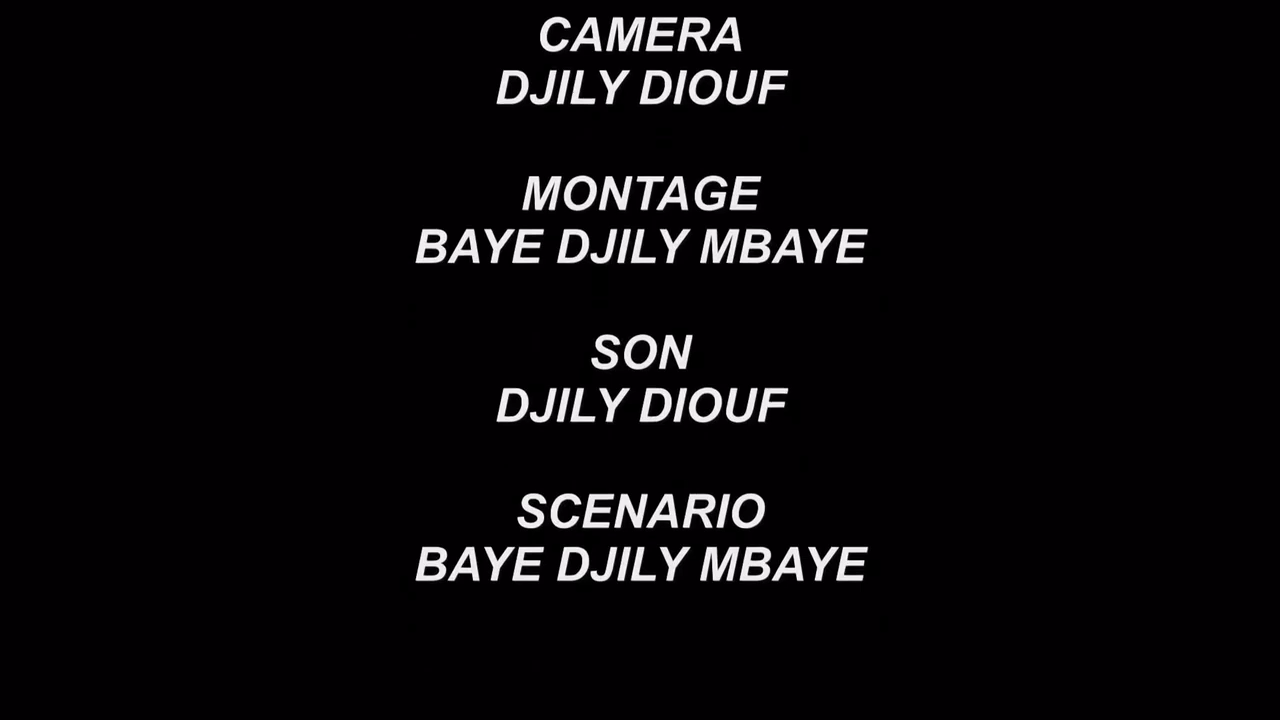 CAMERA
DJILY DIOUF
MONTAGE
BAYE DJILY MBAYE
SON
DJILY DIOUF
SCENARIO
BAYE DJILY MBAYE